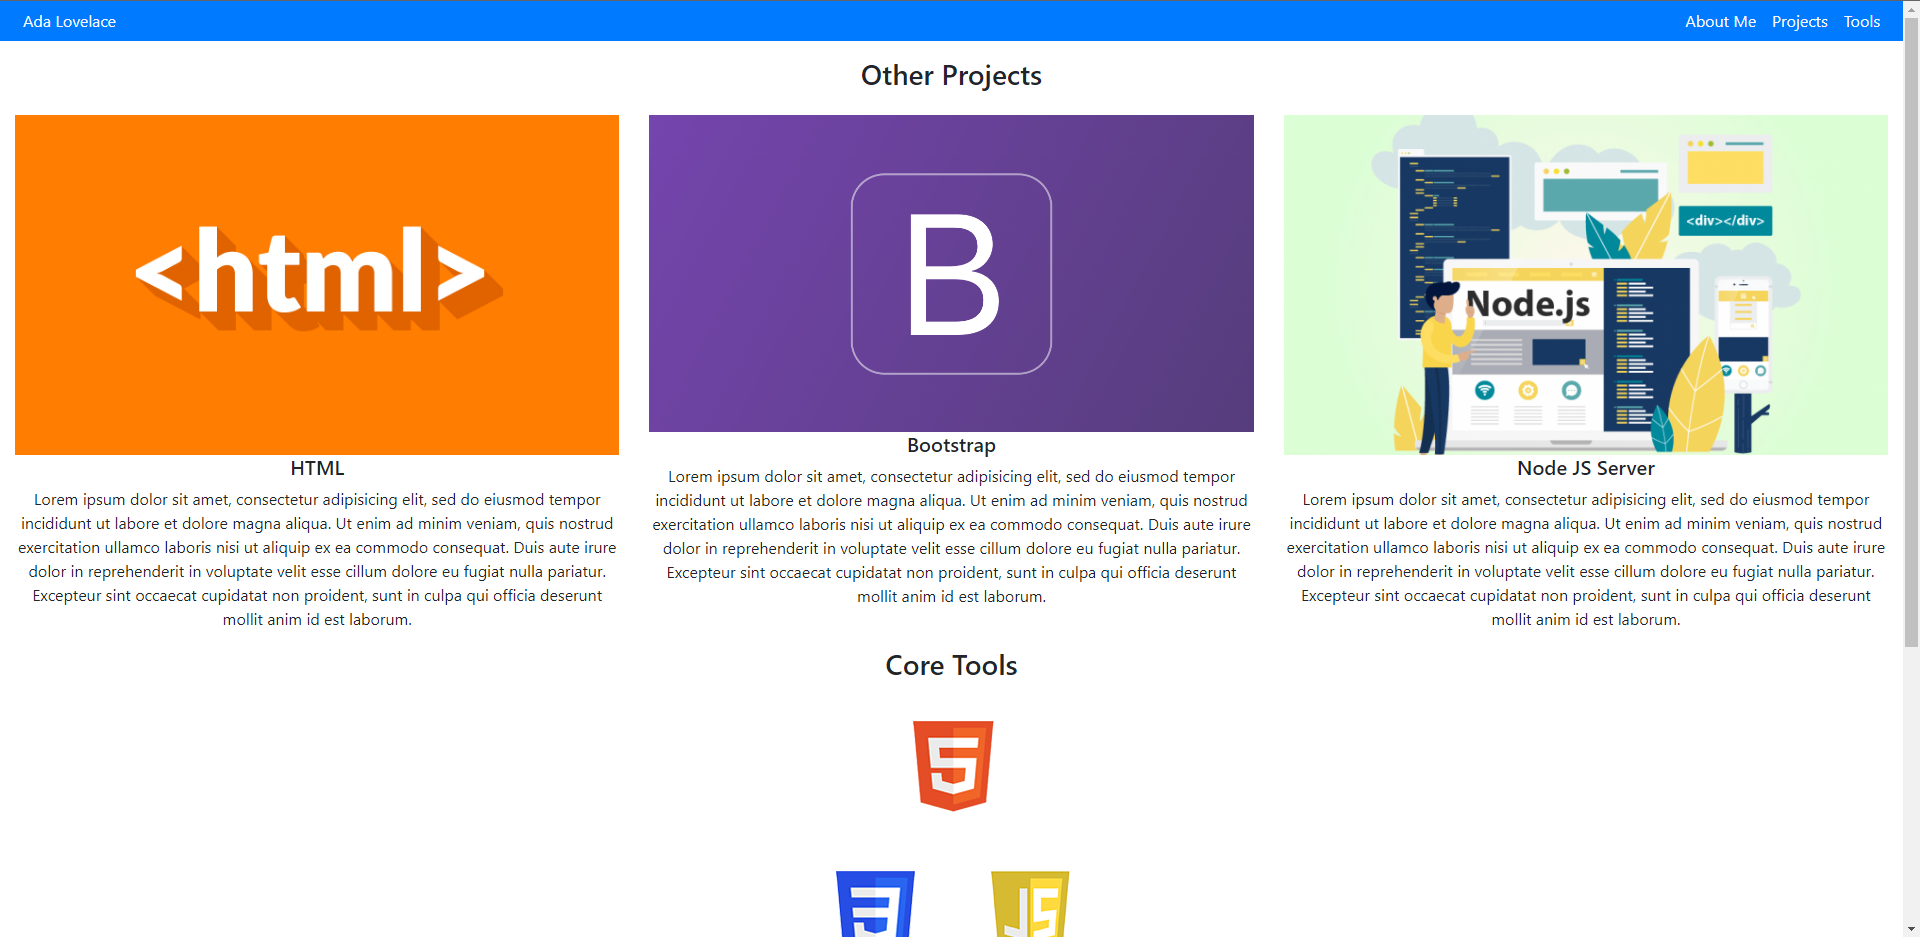 Ada Lovelace
About Me Projects Tools
Other Projects
<html>
HTML
Lorem ipsum dolor sit amet, consectetur adipisicing elit, sed do eiusmod tempor
incididunt ut labore et dolore magna aliqua. Ut enim ad minim veniam, quis nostrud
exercitation ullamco laboris nisi ut aliquip ex ea commodo consequat. Duis aute irure
dolor in reprehenderit in voluptate velit esse cillum dolore eu fugiat nulla pariatur.
Excepteur sint occaecat cupidatat non proident, sunt in culpa qui officia deserunt
mollit anim id est laborum.
B
Bootstrap
Lorem ipsum dolor sit amet, consectetur adipisicing elit, sed do eiusmod tempor
incididunt ut labore et dolore magna aliqua. Ut enim ad minim veniam, quis nostrud
exercitation ullamco laboris nisi ut aliquip ex ea commodo consequat. Duis aute irure
dolor in reprehenderit in voluptate velit esse cillum dolore eu fugiat nulla pariatur.
Excepteur sint occaecat cupidatat non proident, sunt in culpa qui officia deserunt
mollit anim id est laborum.
<div></div>
Node.js
Node JS Server
Lorem ipsum dolor sit amet, consectetur adipisicing elit, sed do eiusmod tempor
incididunt ut labore et dolore magna aliqua. Ut enim ad minim veniam, quis nostrud
exercitation ullamco laboris nisi ut aliquip ex ea commodo consequat. Duis aute irure
dolor in reprehenderit in voluptate velit esse cillum dolore eu fugiat nulla pariatur.
Excepteur sint occaecat cupidatat non proident, sunt in culpa qui officia deserunt
mollit anim id est laborum.
Core Tools
5
3
JS